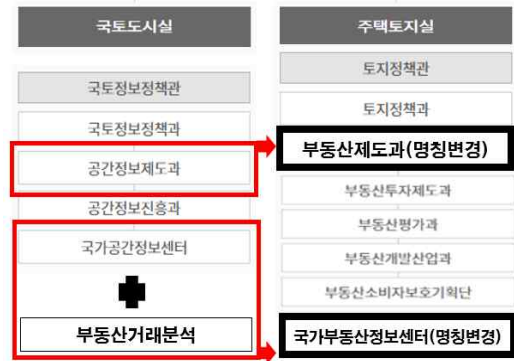 국토도시실
국토정보정책관
국토정보정책과
공간정보제도과
공간정보진흥과
국가공간정보센터
부동산거래분석
주택토지실
토지정책관
토지정책과
부동산제도과(명칭변경)
부동산투자제도과
부동산평가과
부동산개발산업과
부동산소비자보호기획단
국가부동산정보센터(명칭변경)